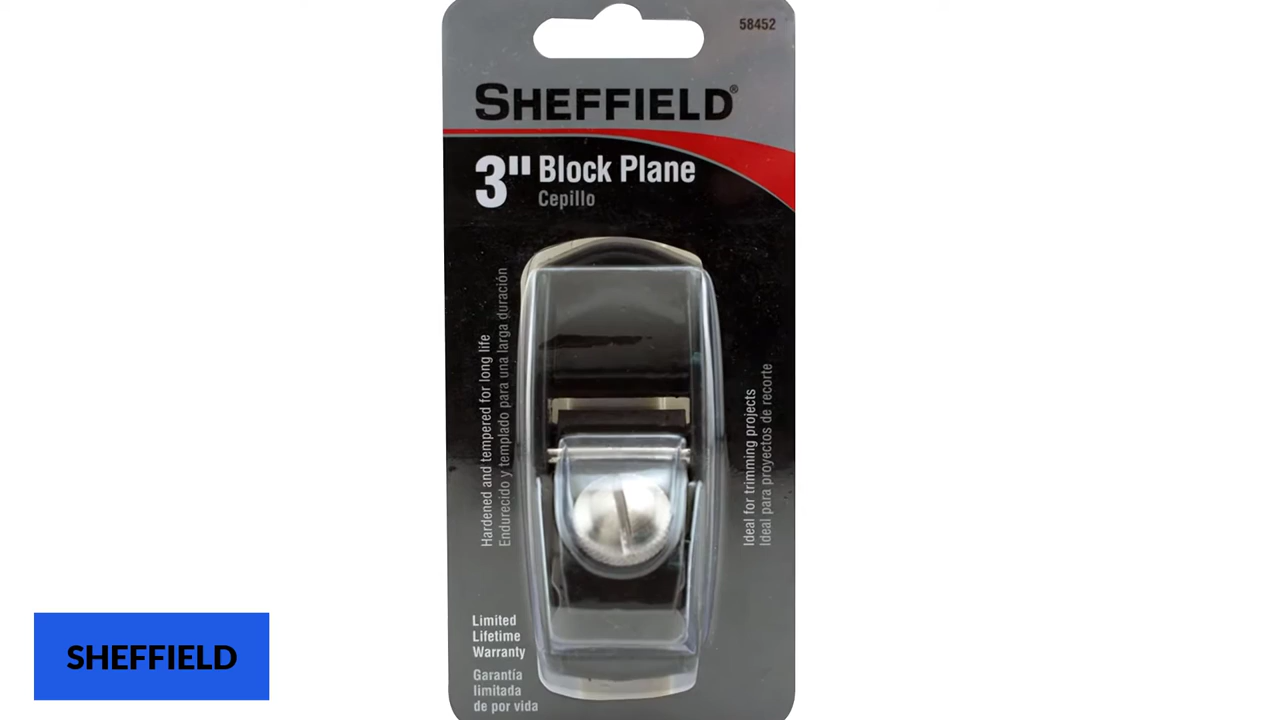 58452
SHEFFIELD®
3" Block Plane
Cepillo
Hardened and tempered for long life
Endurecido y templado para una larga duración
Ideal for trimming projects
Ideal para proyectos de recorte
Limited
Lifetime
Warranty
Garantía
limitada
de por vida
SHEFFIELD